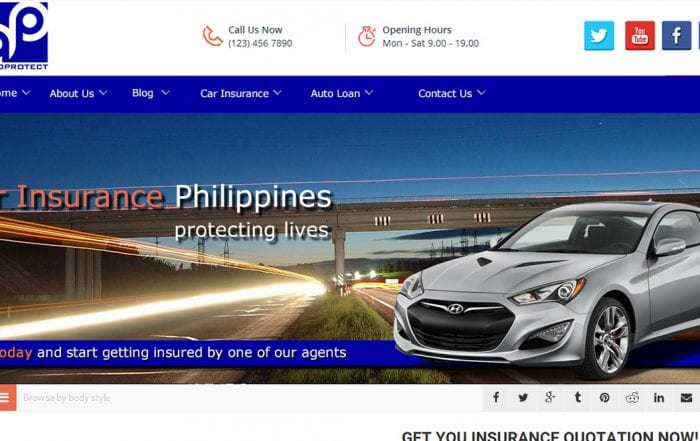 OPROTECT
Call Us Now
(123) 456 7890
Opening Hours
Mon - Sat 9.00 - 19.00
You
Tube
ome
About Us
Blog
Car Insurance
Auto Loan
Contact Us
r Insurance Philippines
protecting lives
oday and start getting insured by one of our agents
Browse by body style
GET YOU INSURANCE QUOTATION NOW!